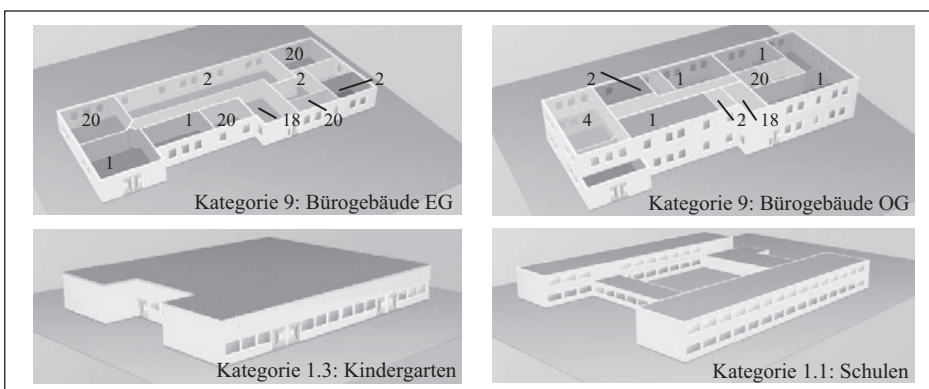 20
2 2 2
20 1 20 18 20
1
Kategorie 9: Bürogebäude EG
1
2 1 20 1
4 1 2 18
Kategorie 9: Bürogebäude OG
Kategorie 1.3: Kindergarten
Kategorie 1.1: Schulen